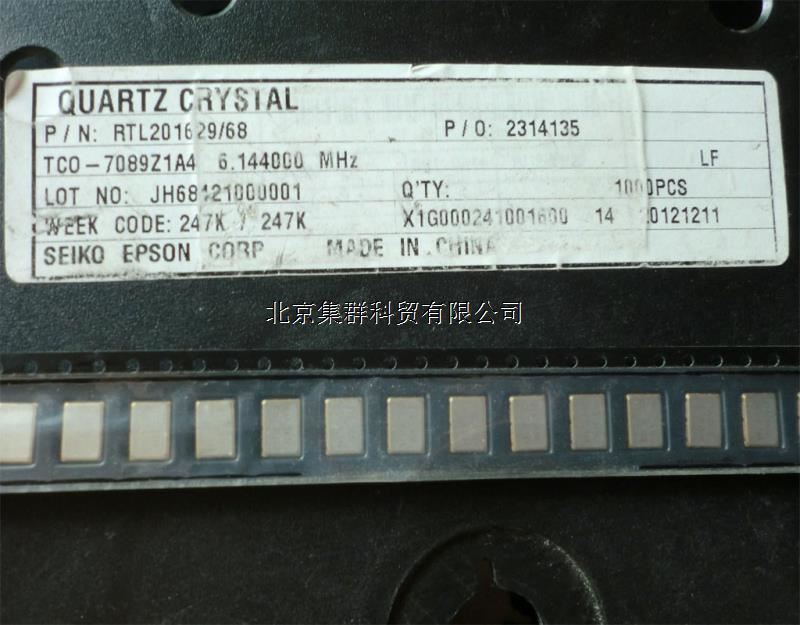 QUARTZ CRYSTAL
P/N: RTL201629/68 P/O: 2314135
TCO-7089Z1A4 6.144000 MHz LF
LOT NO: JH68421000001 Q'TY: 1000PCS
WEEK CODE: 247K / 247K X1G000241001600 14 20121211
SEIKO EPSON CORP MADE IN CHINA
北京集群科贸有限公司